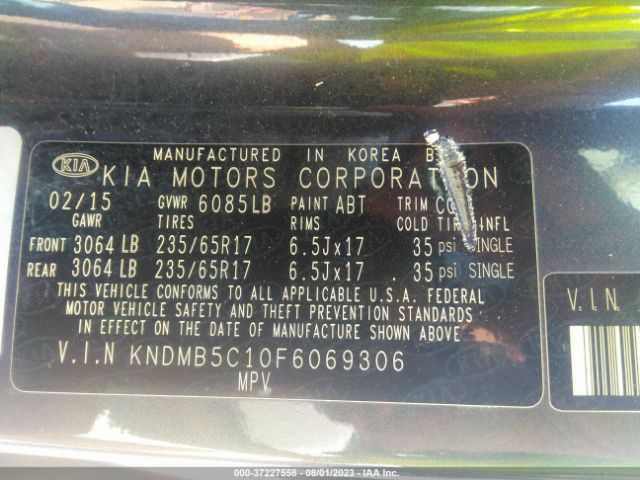 MANUFACTURED IN KOREA
KIA KIA MOTORS CORPORATION
02/15 GVWR 6085LB PAINT ABT TRIM
GAWR TIRES RIMS COLD
FRONT 3064 LB 235/65R17 6.5Jx17 35 psi SINGLE
REAR 3064 LB 235/65R17 6.5Jx17 35 psi SINGLE
THIS VEHICLE CONFORMS TO ALL APPLICABLE U.S.A. FEDERAL
MOTOR VEHICLE SAFETY AND THEFT PREVENTION STANDARDS
IN EFFECT ON THE DATE OF MANUFACTURE SHOWN ABOVE
V.I.N KNDMB5C10F6069306
MPV
V.I.N.
000-37227558 - 08/01/2023 - IAA Inc.